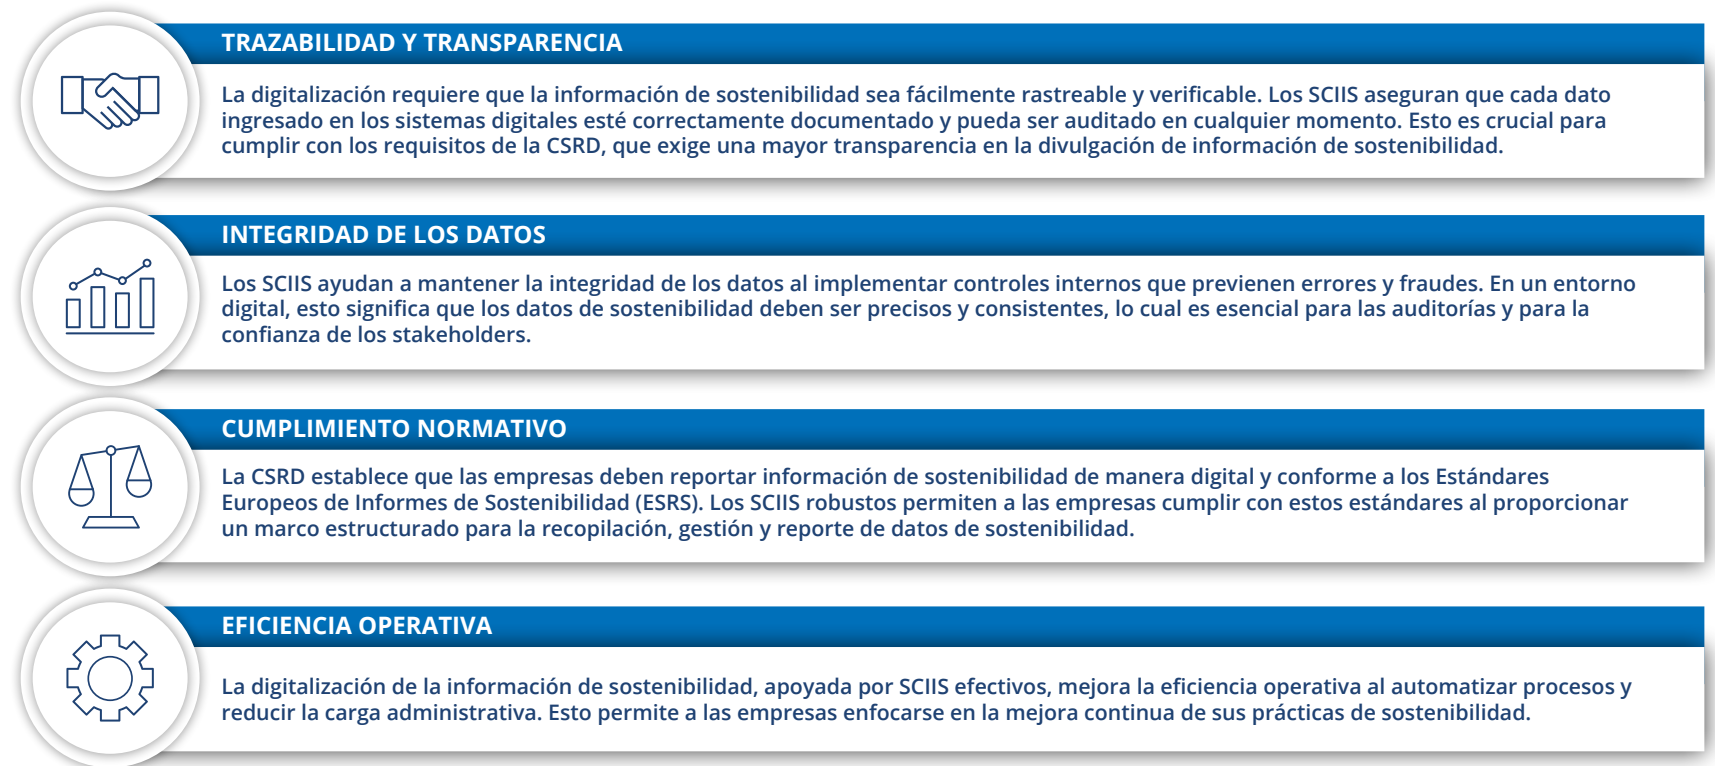 TRAZABILIDAD Y TRANSPARENCIA
La digitalización requiere que la información de sostenibilidad sea fácilmente rastreable y verificable. Los SCIIS aseguran que cada dato
ingresado en los sistemas digitales esté correctamente documentado y pueda ser auditado en cualquier momento. Esto es crucial para
cumplir con los requisitos de la CSRD, que exige una mayor transparencia en la divulgación de información de sostenibilidad.
INTEGRIDAD DE LOS DATOS
Los SCIIS ayudan a mantener la integridad de los datos al implementar controles internos que previenen errores y fraudes. En un entorno
digital, esto significa que los datos de sostenibilidad deben ser precisos y consistentes, lo cual es esencial para las auditorías y para la
confianza de los stakeholders.
CUMPLIMIENTO NORMATIVO
La CSRD establece que las empresas deben reportar información de sostenibilidad de manera digital y conforme a los Estándares
Europeos de Informes de Sostenibilidad (ESRS). Los SCIIS robustos permiten a las empresas cumplir con estos estándares al proporcionar
un marco estructurado para la recopilación, gestión y reporte de datos de sostenibilidad.
EFICIENCIA OPERATIVA
La digitalización de la información de sostenibilidad, apoyada por SCIIS efectivos, mejora la eficiencia operativa al automatizar procesos y
reducir la carga administrativa. Esto permite a las empresas enfocarse en la mejora continua de sus prácticas de sostenibilidad.